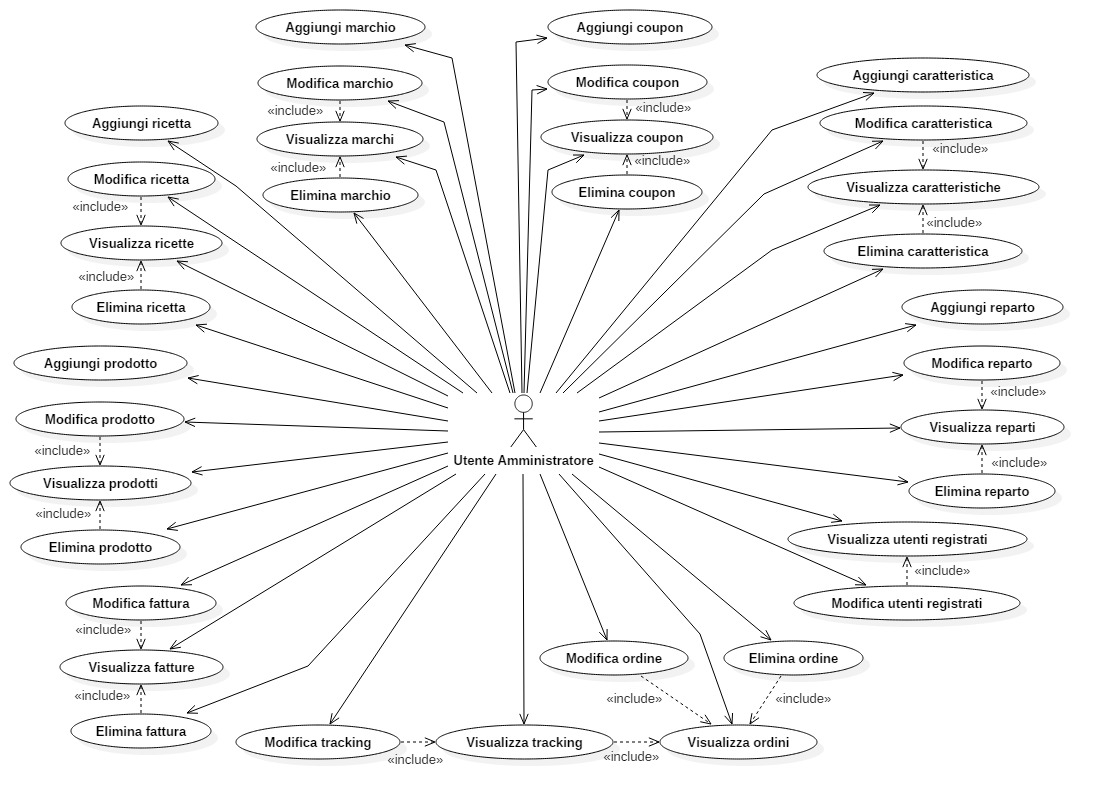 Aggiungi marchio
Aggiungi coupon
Modifica marchio
«include»
Visualizza marchi
«include»
Elimina marchio
Modifica coupon
«include»
Visualizza coupon
«include»
Elimina coupon
Aggiungi caratteristica
Modifica caratteristica
«include»
Visualizza caratteristiche
«include»
Elimina caratteristica
Aggiungi ricetta
Modifica ricetta
«include»
Visualizza ricette
«include»
Elimina ricetta
Aggiungi reparto
Modifica reparto
«include»
Visualizza reparti
«include»
Elimina reparto
Aggiungi prodotto
Modifica prodotto
«include»
Visualizza prodotti
«include»
Elimina prodotto
Utente Amministratore
Visualizza utenti registrati
«include»
Modifica utenti registrati
Modifica fattura
«include»
Visualizza fatture
«include»
Elimina fattura
Modifica ordine
Elimina ordine
«include»
«include»
Modifica tracking
«include»
Visualizza tracking
«include»
Visualizza ordini